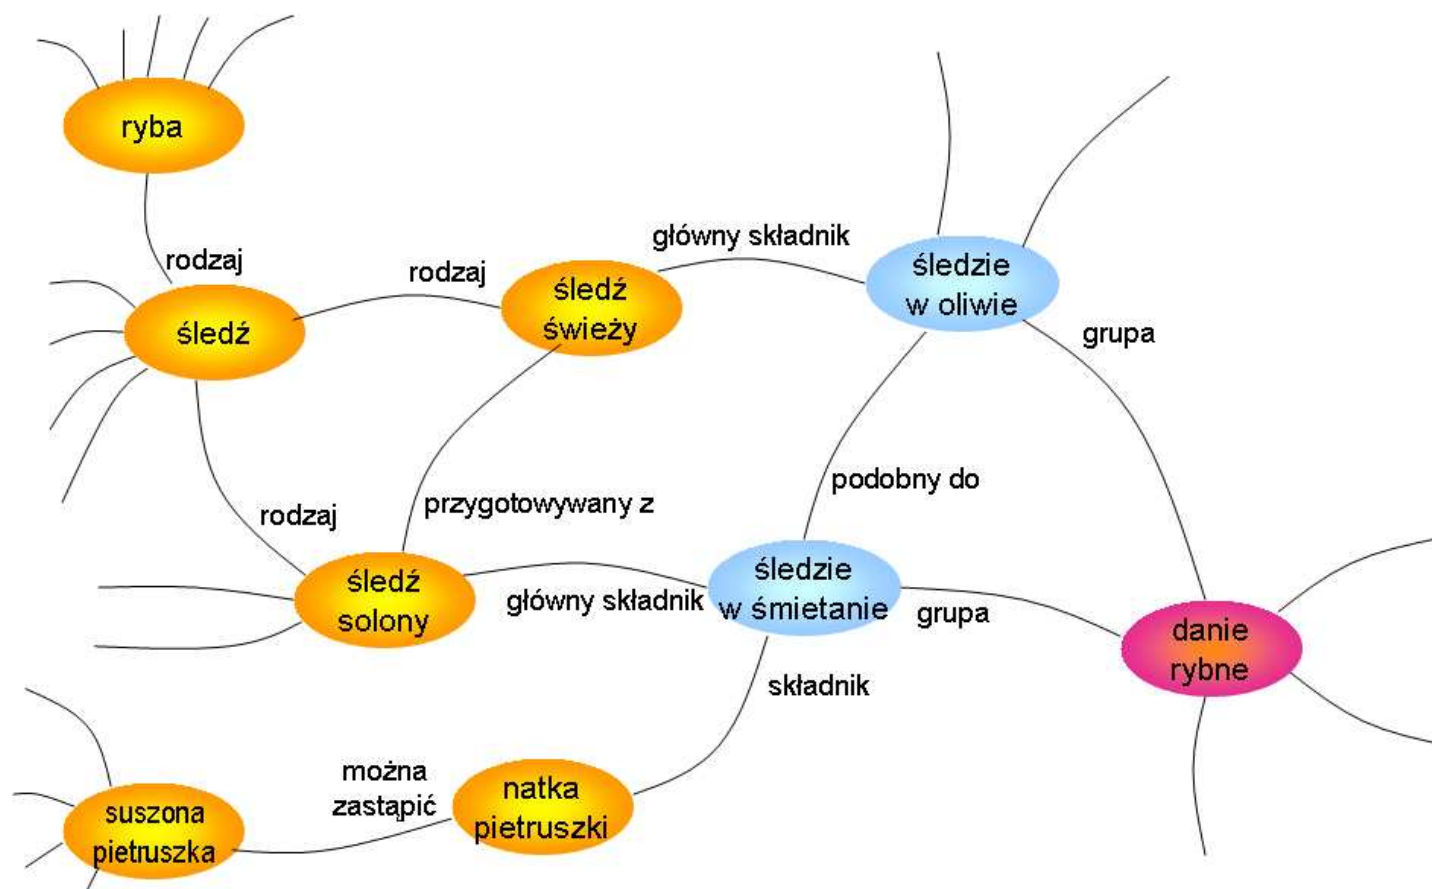 ryba
rodzaj
śledź
rodzaj
śledź
świeży
główny składnik
śledzie
w oliwie
grupa
podobny do
przygotowywany z
rodzaj
śledź
solony
główny składnik
śledzie
w śmietanie
grupa
danie
rybne
składnik
można
zastąpić
natka
pietruszki
suszona
pietruszka